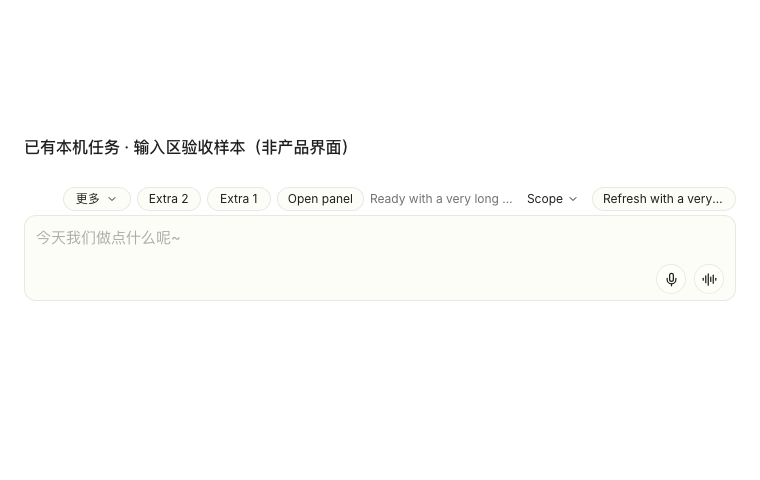 已有本机任务 · 输入区验收样本（非产品界面）
更多 Extra 2 Extra 1 Open panel Ready with a very long ... Scope Refresh with a very...
今天我们做点什么呢~